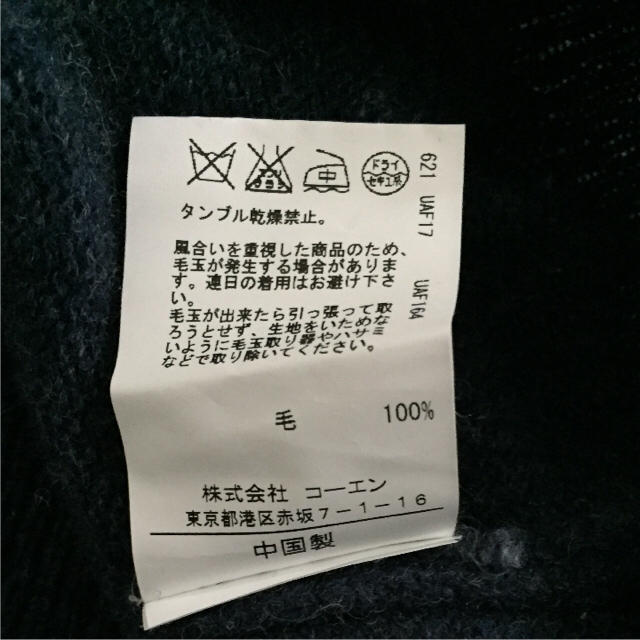 中
ドライ
セキユ系
タンブル乾燥禁止。
風合いを重視した商品のため、
毛玉が発生する場合がありま
す。連日の着用はお避け下さ
い。
毛玉が出来たら引っ張って取
ろうとせず、生地をいためな
いように毛玉取り器やハサミ
などで取り除いてください。
毛 100%
株式会社 コーエン
東京都港区赤坂7-1-16
中国製
621 UAF17 UAF16A